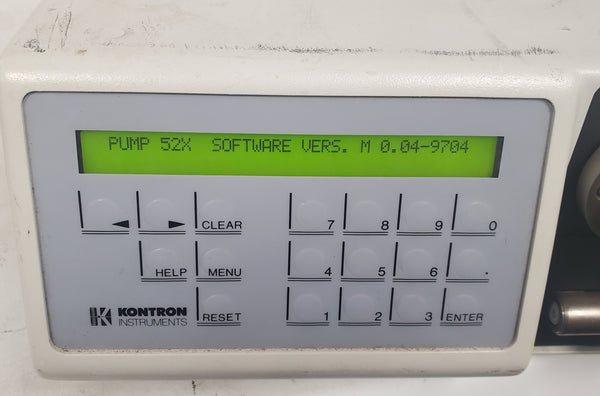 PUMP 52X SOFTWARE VERS. M 0.04-9704
◄ ► CLEAR 7 8 9 0
HELP MENU 4 5 6 .
RESET 1 2 3 ENTER
KONTRON
INSTRUMENTS